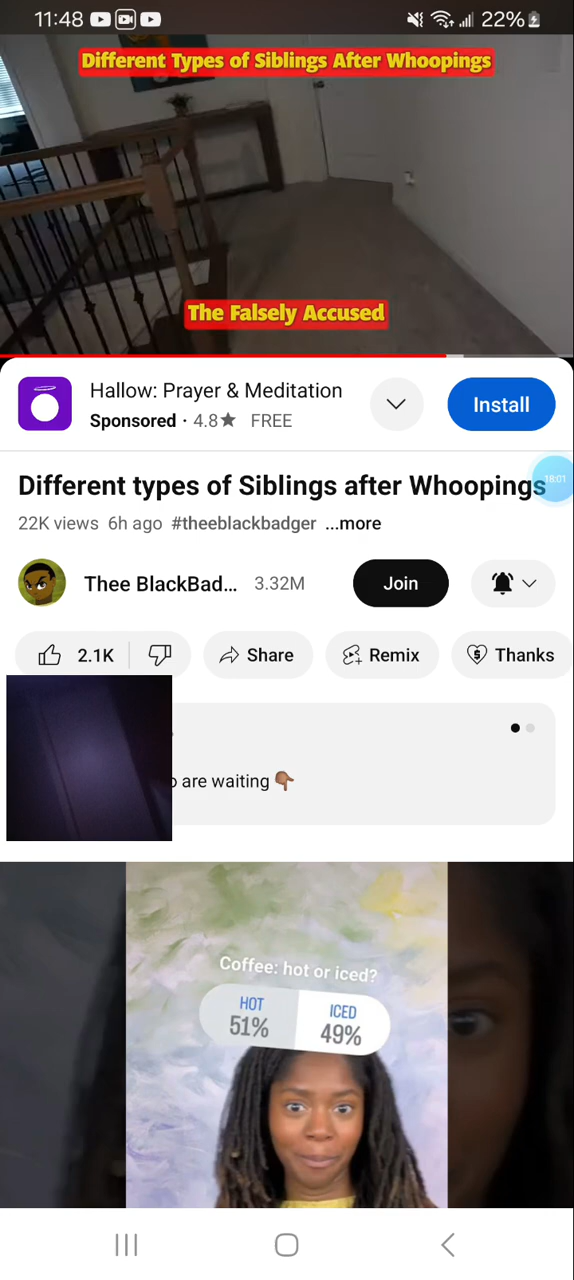 11:48
22%
Different Types of Siblings After Whoopings
The Falsely Accused
Hallow: Prayer & Meditation
Sponsored · 4.8★ FREE
Install
Different types of Siblings after Whoopings
18:01
22K views 6h ago #theeblackbadger ...more
Thee BlackBad... 3.32M
Join
2.1K
Share
Remix
Thanks
are waiting 👇🏾
Coffee: hot or iced?
HOT
51%
ICED
49%